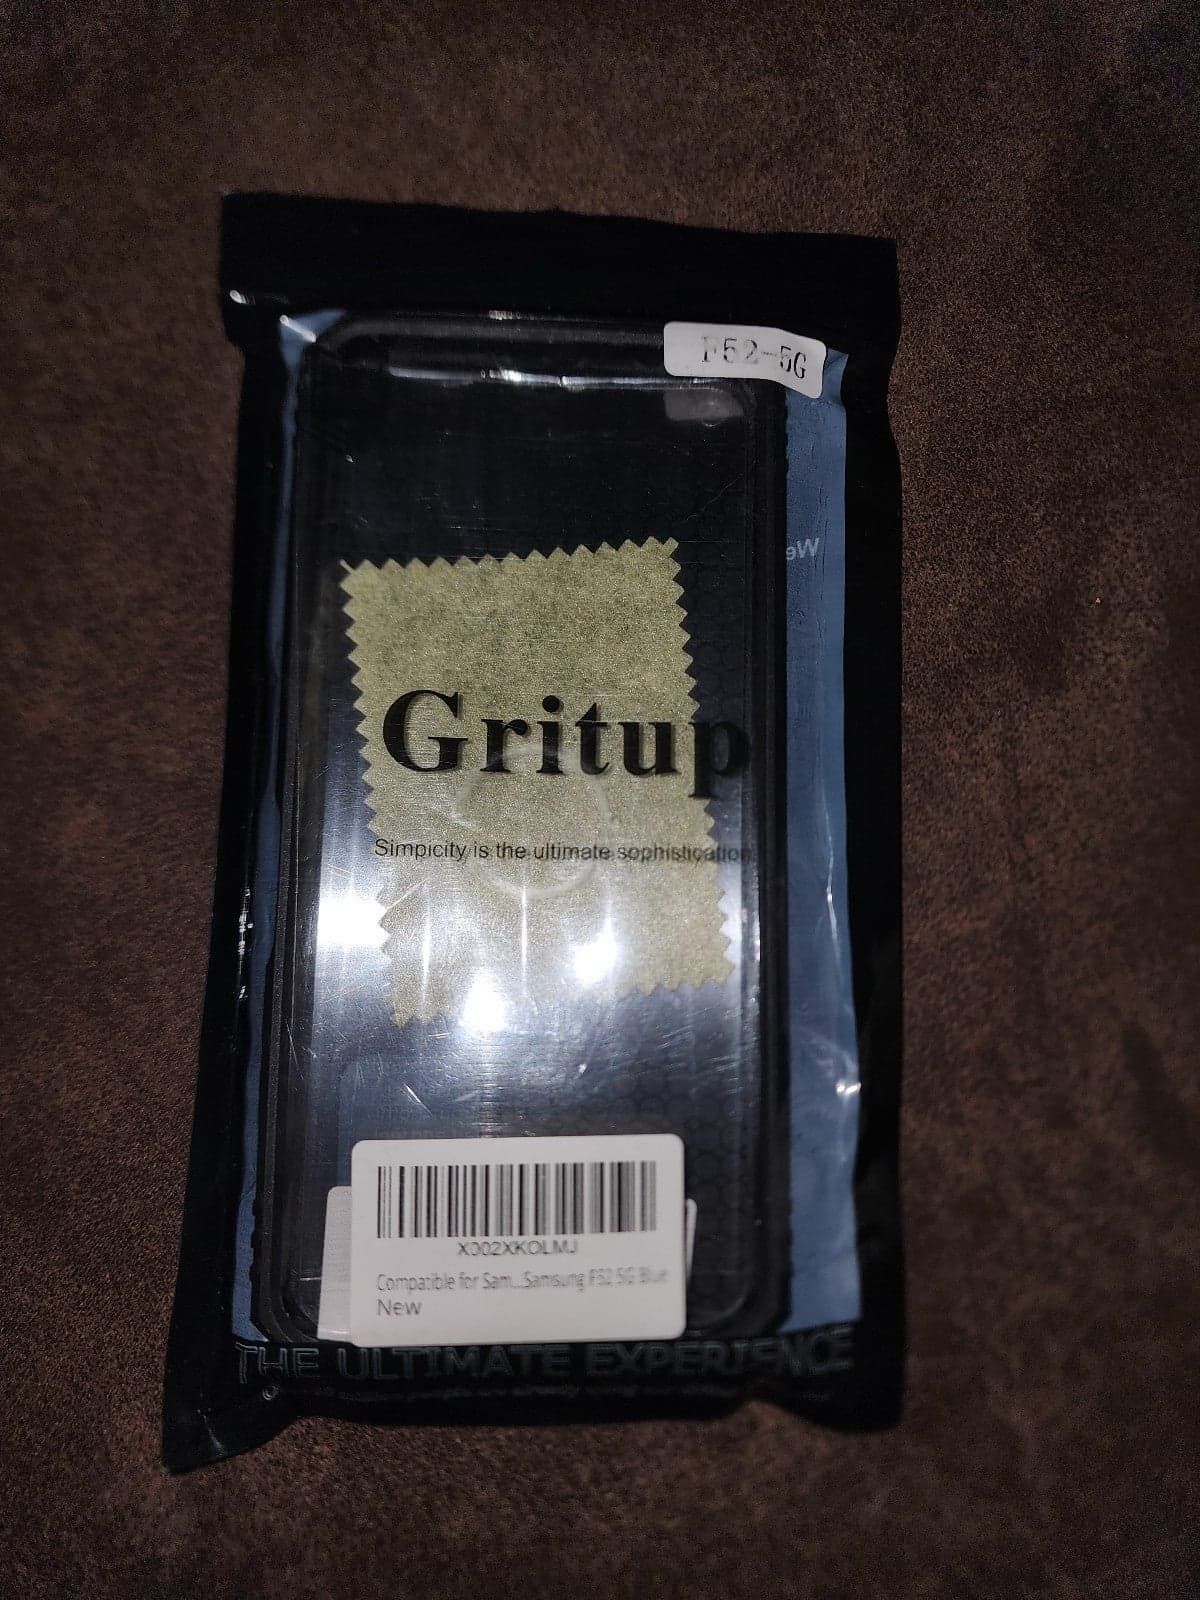 F52-5G
We
Gritup
Simpicity is the ultimate sophistication
X002XKOLMJ
Compatible for Sam...Samsung F52 5G Blue
New
THE ULTIMATE EXPERIENCE